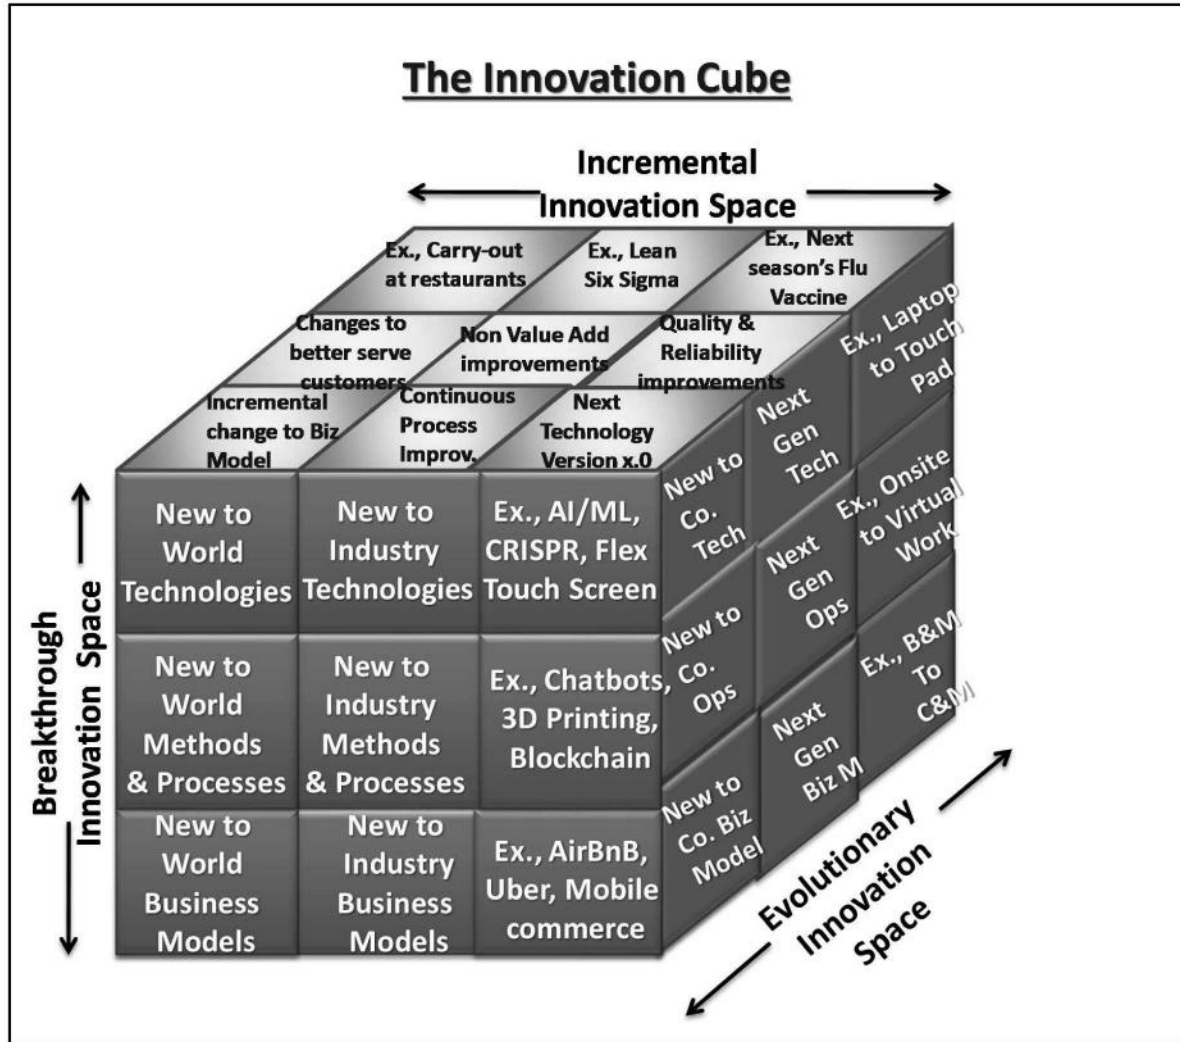 The Innovation Cube
Incremental
Innovation Space
Ex., Carry-out
at restaurants
Ex., Lean
Six Sigma
Ex., Next
season's Flu
Vaccine
Changes to
better serve
customers
Non Value Add
improvements
Quality &
Reliability
improvements
Incremental
change to Biz
Model
Continuous
Process
Improv.
Next
Technology
Version x.0
Breakthrough
Innovation Space
New to
World
Technologies
New to
Industry
Technologies
Ex., AI/ML,
CRISPR, Flex
Touch Screen
New to
World
Methods
& Processes
New to
Industry
Methods
& Processes
Ex., Chatbots,
3D Printing,
Blockchain
New to
World
Business
Models
New to
Industry
Business
Models
Ex., AirBnB,
Uber, Mobile
commerce
New to
Co.
Tech
Next
Gen
Tech
Ex., Laptop
to Touch
Pad
New to
Co.
Ops
Next
Gen
Ops
Ex., Onsite
to Virtual
Work
New to
Co. Biz
Model
Next
Gen
Biz M
Ex., B&M
To
C&M
Evolutionary
Innovation
Space